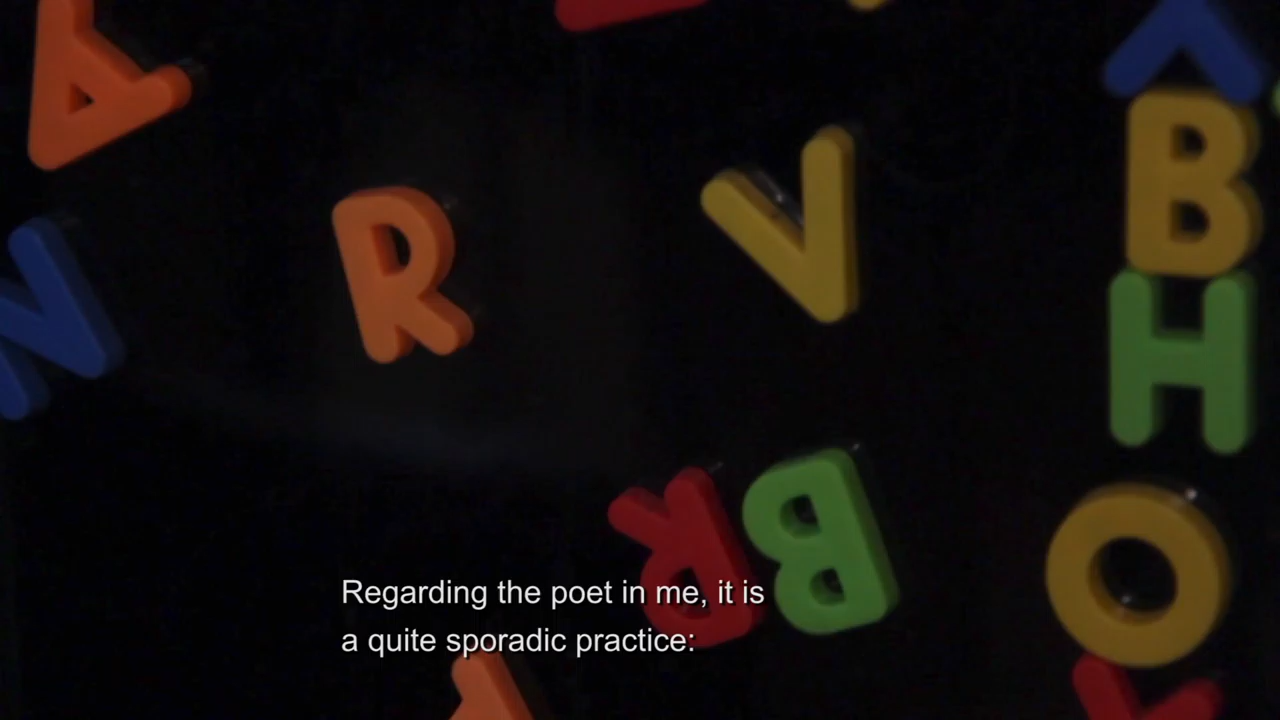 A
R
V
B
H
N
R
B
O
Regarding the poet in me, it is
a quite sporadic practice: